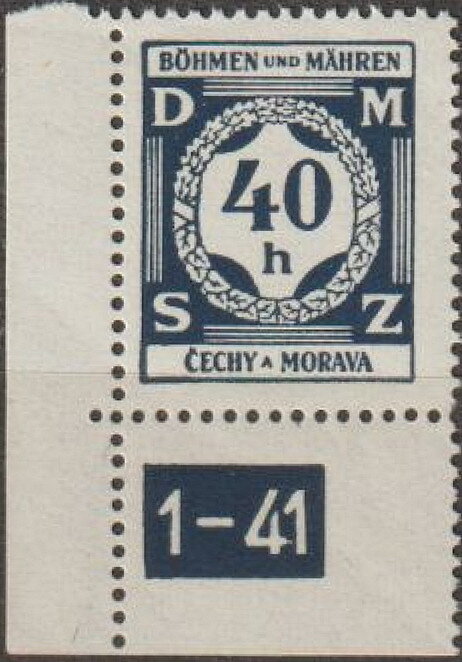 BÖHMEN UND MÄHREN
D M
40
h
S Z
ČECHY A MORAVA
1-41